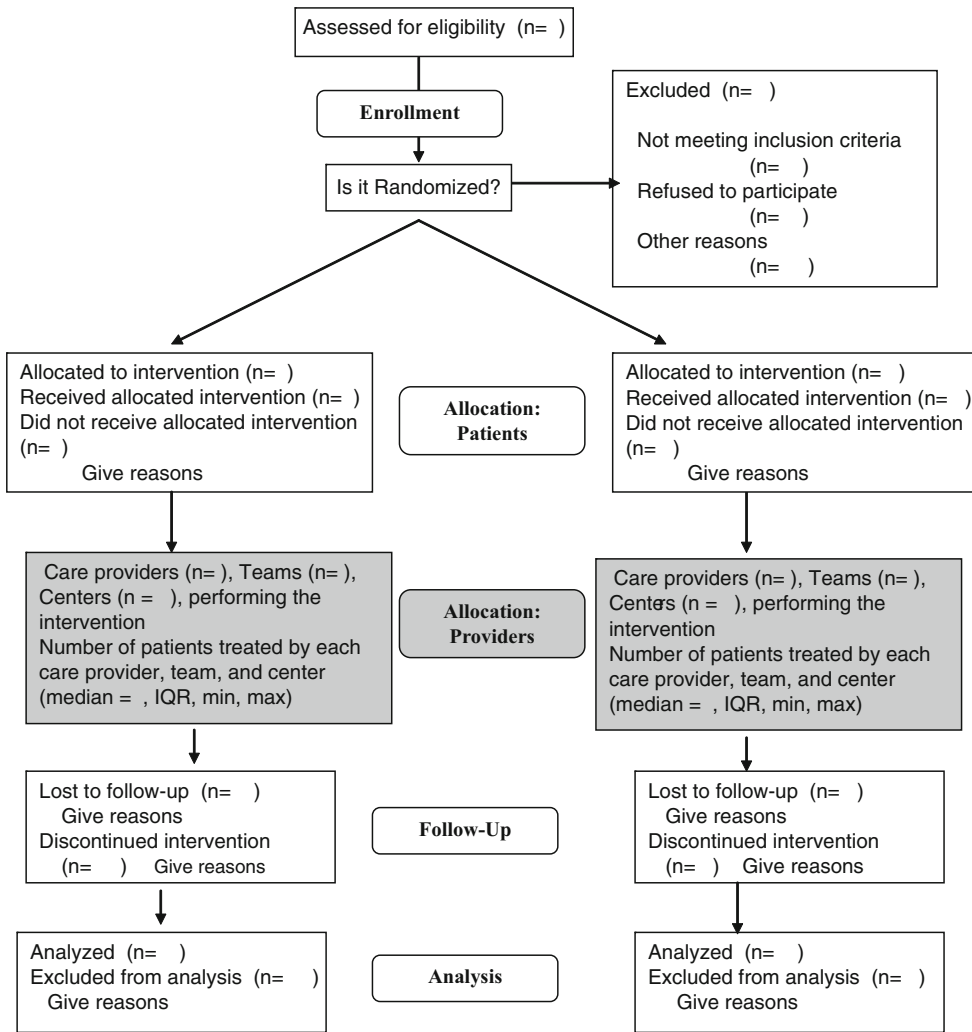 Assessed for eligibility (n= )
Enrollment
Excluded (n= )
Not meeting inclusion criteria
(n= )
Refused to participate
(n= )
Other reasons
(n= )
Is it Randomized?
Allocated to intervention (n= )
Received allocated intervention (n= )
Did not receive allocated intervention
(n= )
Give reasons
Allocation:
Patients
Allocated to intervention (n= )
Received allocated intervention (n= )
Did not receive allocated intervention
(n= )
Give reasons
Care providers (n= ), Teams (n= ),
Centers (n = ), performing the
intervention
Number of patients treated by each
care provider, team, and center
(median = , IQR, min, max)
Allocation:
Providers
Care providers (n= ), Teams (n= ),
Centers (n = ), performing the
intervention
Number of patients treated by each
care provider, team, and center
(median = , IQR, min, max)
Lost to follow-up (n= )
Give reasons
Discontinued intervention
(n= ) Give reasons
Follow-Up
Lost to follow-up (n= )
Give reasons
Discontinued intervention
(n= ) Give reasons
Analyzed (n= )
Excluded from analysis (n= )
Give reasons
Analysis
Analyzed (n= )
Excluded from analysis (n= )
Give reasons